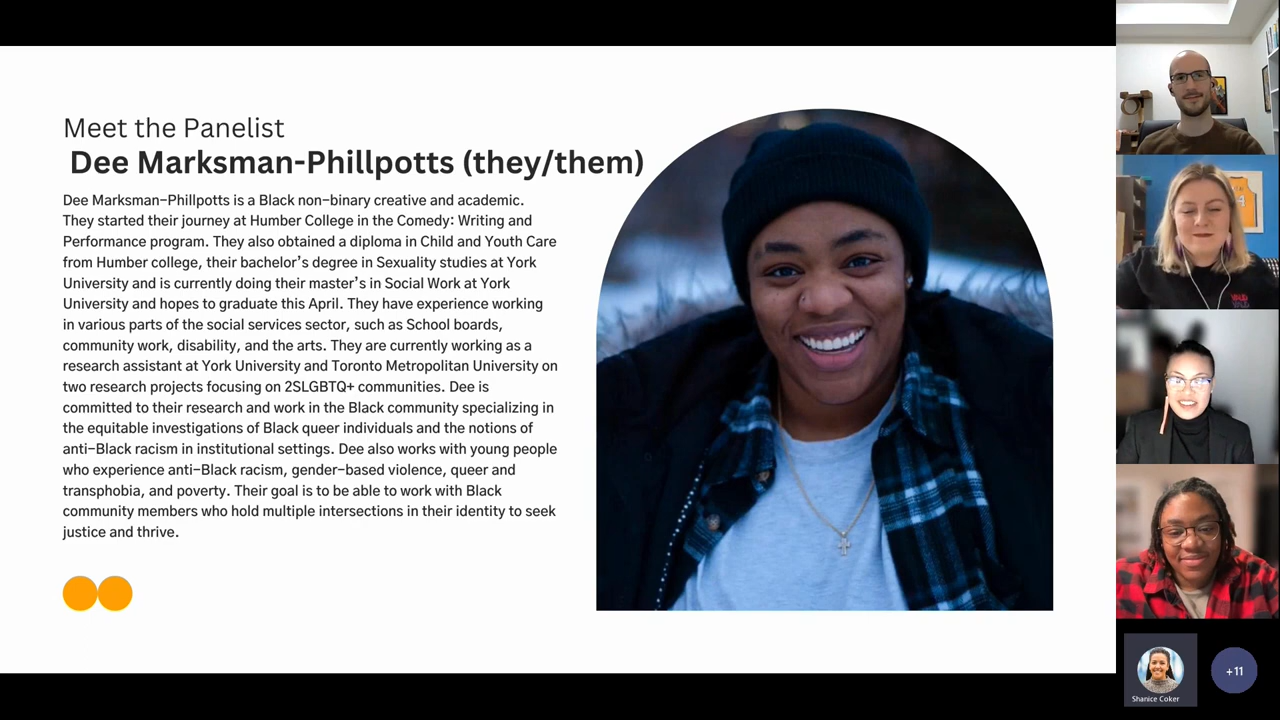 Meet the Panelist
Dee Marksman-Phillpotts (they/them)
Dee Marksman-Phillpotts is a Black non-binary creative and academic.
They started their journey at Humber College in the Comedy: Writing and
Performance program. They also obtained a diploma in Child and Youth Care
from Humber college, their bachelor's degree in Sexuality studies at York
University and is currently doing their master's in Social Work at York
University and hopes to graduate this April. They have experience working
in various parts of the social services sector, such as School boards,
community work, disability, and the arts. They are currently working as a
research assistant at York University and Toronto Metropolitan University on
two research projects focusing on 2SLGBTQ+ communities. Dee is
committed to their research and work in the Black community specializing in
the equitable investigations of Black queer individuals and the notions of
anti-Black racism in institutional settings. Dee also works with young people
who experience anti-Black racism, gender-based violence, queer and
transphobia, and poverty. Their goal is to be able to work with Black
community members who hold multiple intersections in their identity to seek
justice and thrive.
Shanice Coker
+11